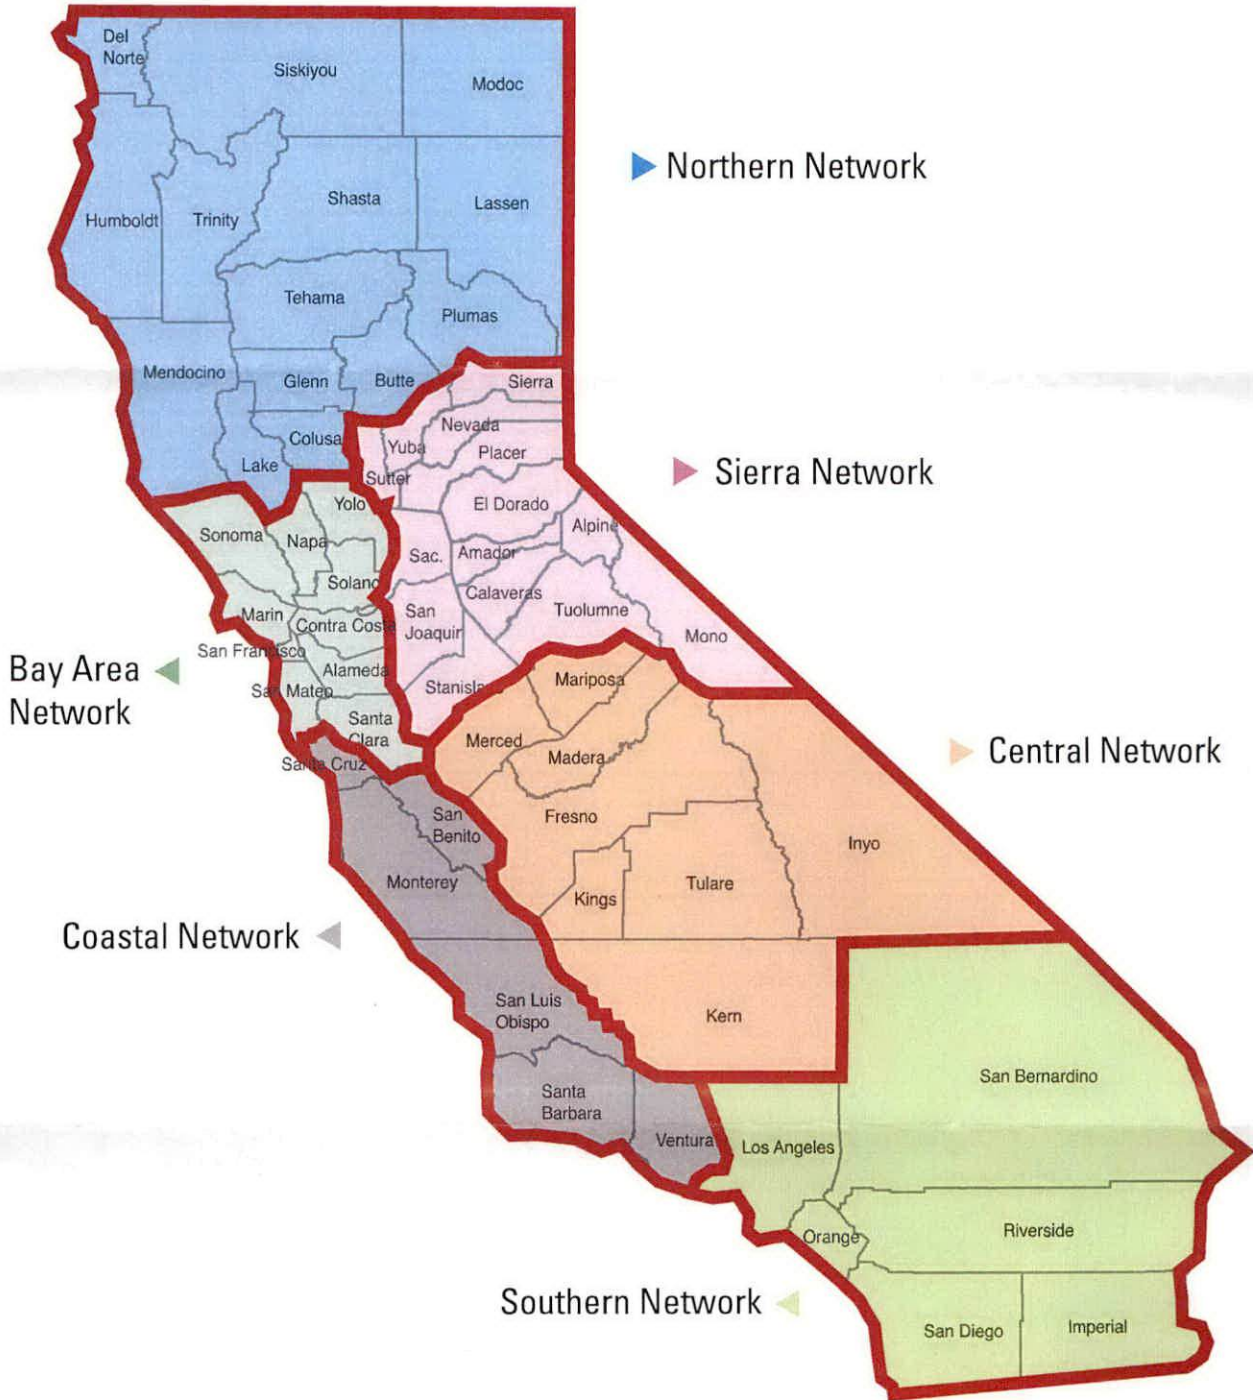 Del
Norte
Siskiyou
Modoc
Northern Network
Shasta
Lassen
Humboldt
Trinity
Tehama
Plumas
Mendocino
Glenn
Butte
Sierra
Colusa
Nevada
Yuba
Placer
Lake
Sutter
Sierra Network
Yolo
El Dorado
Sonoma
Napa
Alpine
Sac.
Amador
Solano
Calaveras
Tuolumne
Marin
San
Joaquin
Contra Costa
Mono
San Francisco
Bay Area
Network
Alameda
Mariposa
San Mateo
Stanisla
Santa
Clara
Merced
Central Network
Madera
Santa Cruz
San
Benito
Fresno
Inyo
Monterey
Kings
Tulare
Coastal Network
San Luis
Obispo
Kern
San Bernardino
Santa
Barbara
Ventura
Los Angeles
Orange
Riverside
Southern Network
San Diego
Imperial